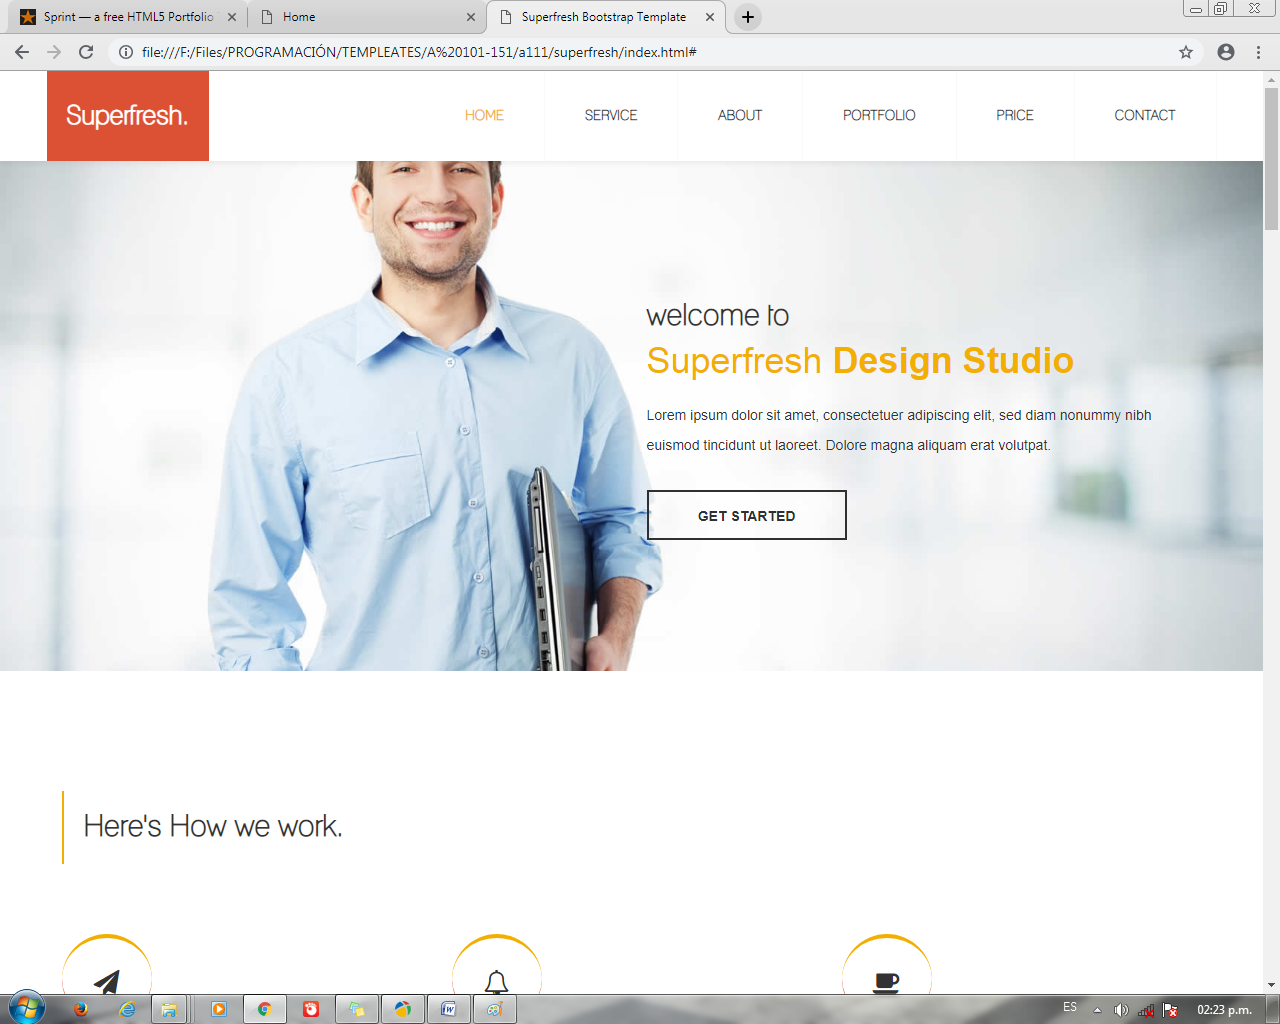 Sprint — a free HTML5 Portfolio
Home
Superfresh Bootstrap Template
file:///F:/Files/PROGRAMACIÓN/TEMPLEATES/A%20101-151/a111/superfresh/index.html#
Superfresh.
HOME
SERVICE
ABOUT
PORTFOLIO
PRICE
CONTACT
welcome to
Superfresh Design Studio
Lorem ipsum dolor sit amet, consectetuer adipiscing elit, sed diam nonummy nibh
euismod tincidunt ut laoreet. Dolore magna aliquam erat volutpat.
GET STARTED
Here's How we work.
ES
02:23 p.m.